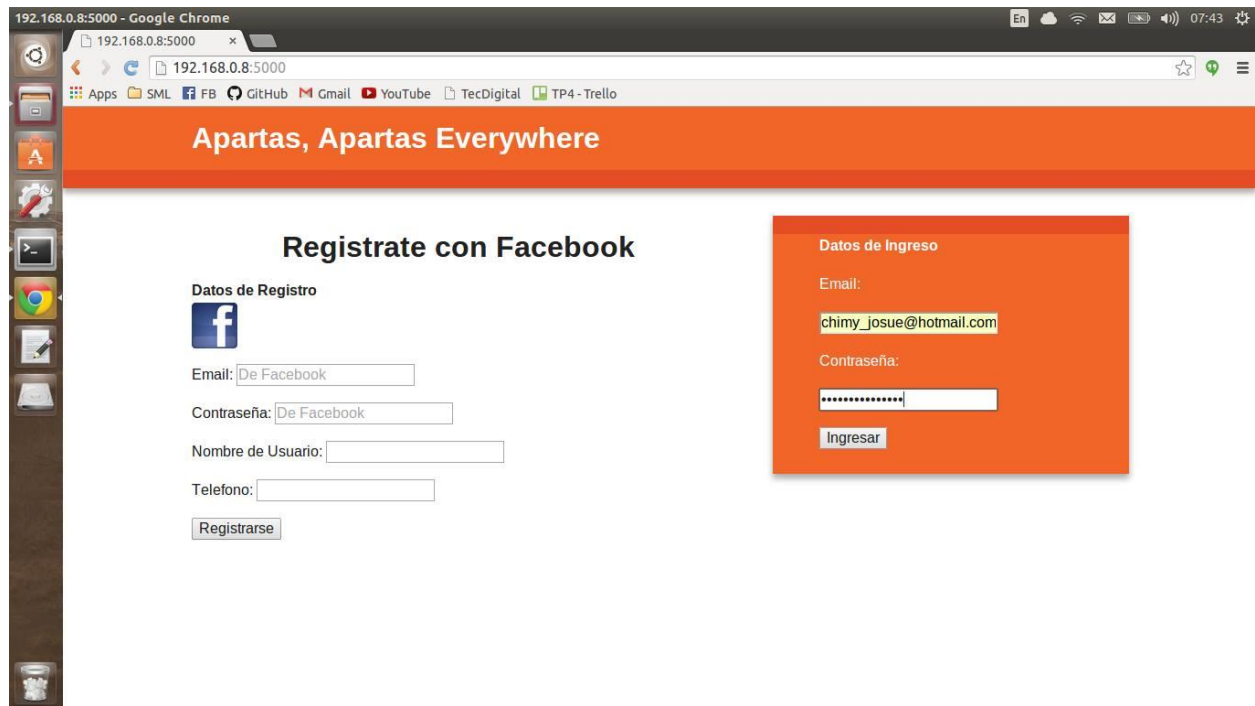 192.168.0.8:5000 - Google Chrome
En
07:43
192.168.0.8:5000 ×
192.168.0.8:5000
Apps SML FB GitHub Gmail YouTube TecDigital TP4 - Trello
Apartas, Apartas Everywhere
Registrate con Facebook
Datos de Registro
Email: De Facebook
Contraseña: De Facebook
Nombre de Usuario:
Telefono:
Registrarse
Datos de Ingreso
Email:
chimy_josue@hotmail.com
Contraseña:
•••••••••••••••
Ingresar